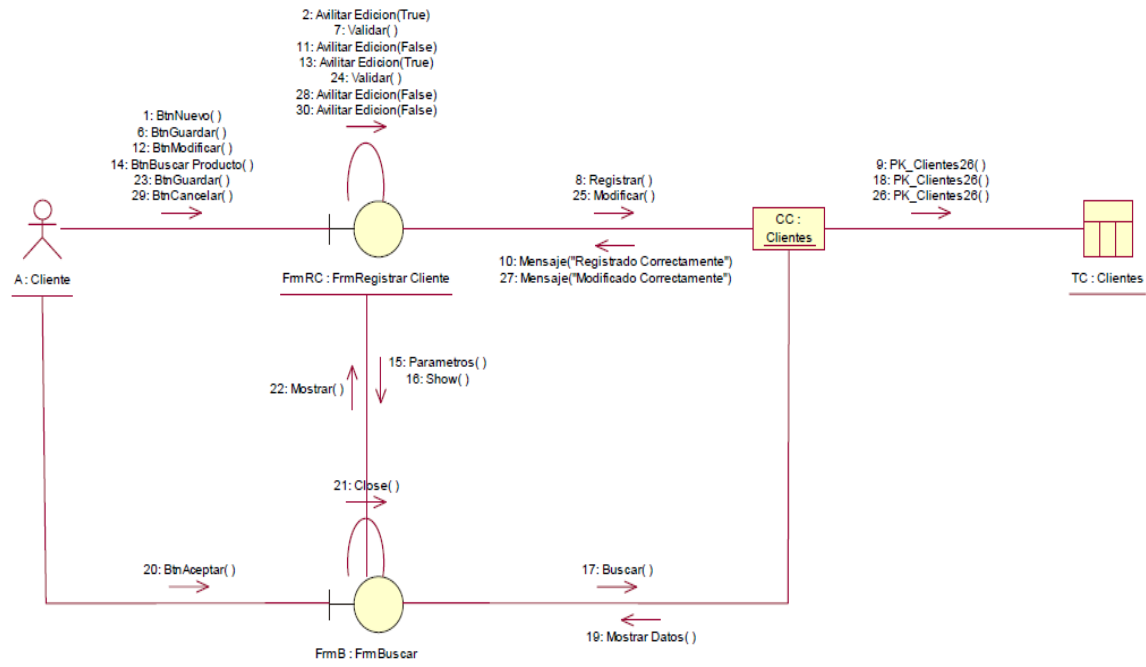 2: Avilitar Edicion(True)
7: Validar( )
11: Avilitar Edicion(False)
13: Avilitar Edicion(True)
24: Validar( )
28: Avilitar Edicion(False)
30: Avilitar Edicion(False)
1: BtnNuevo( )
6: BtnGuardar( )
12: BtnModificar( )
14: BtnBuscar Producto( )
23: BtnGuardar( )
29: BtnCancelar( )
8: Registrar( )
25: Modificar( )
9: PK_Clientes26( )
18: PK_Clientes26( )
26: PK_Clientes26( )
CC :
Clientes
10: Mensaje("Registrado Correctamente")
27: Mensaje("Modificado Correctamente")
A : Cliente
FrmRC : FrmRegistrar Cliente
TC : Clientes
15: Parametros( )
16: Show( )
22: Mostrar( )
21: Close( )
20: BtnAceptar( )
17: Buscar( )
19: Mostrar Datos( )
FrmB : FrmBuscar